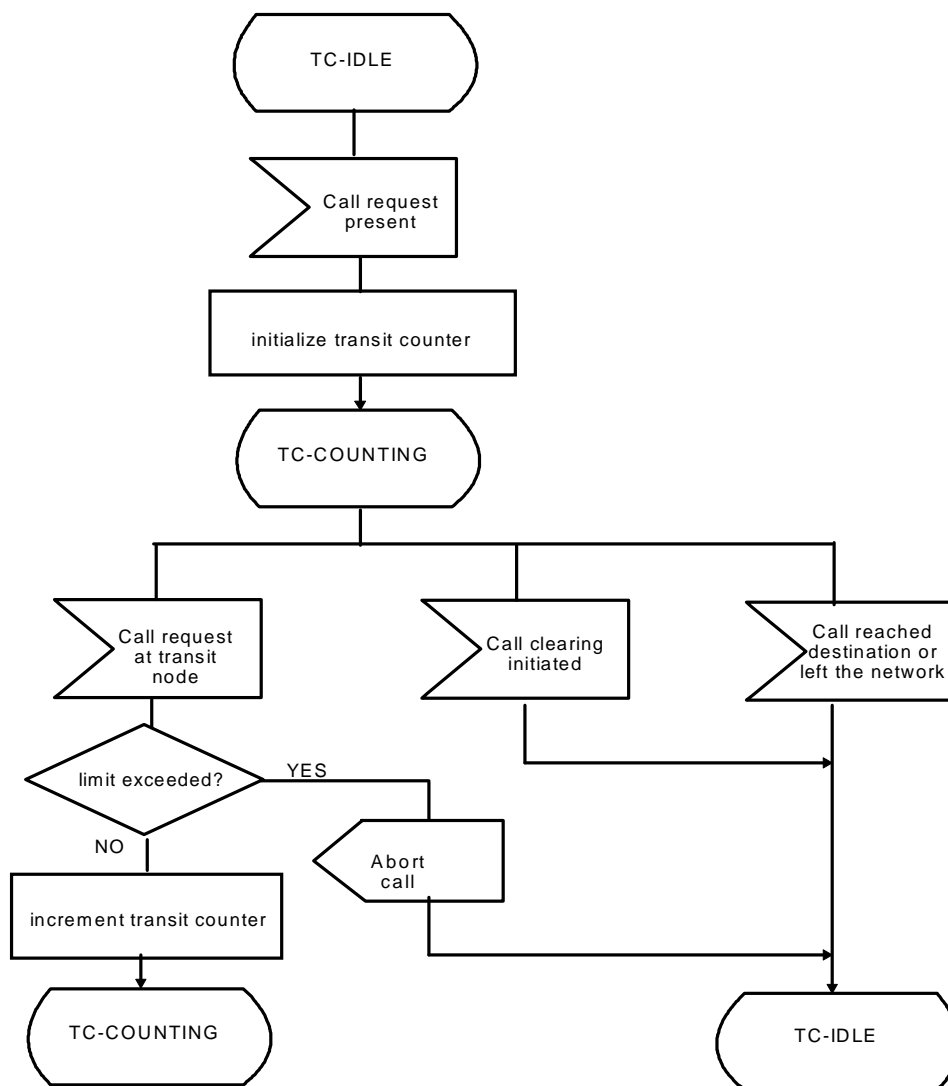 TC-IDLE
Call request
present
initialize transit counter
TC-COUNTING
Call request
at transit
node
Call clearing
initiated
Call reached
destination or
left the network
limit exceeded?
YES
NO
Abort
call
increment transit counter
TC-COUNTING
TC-IDLE